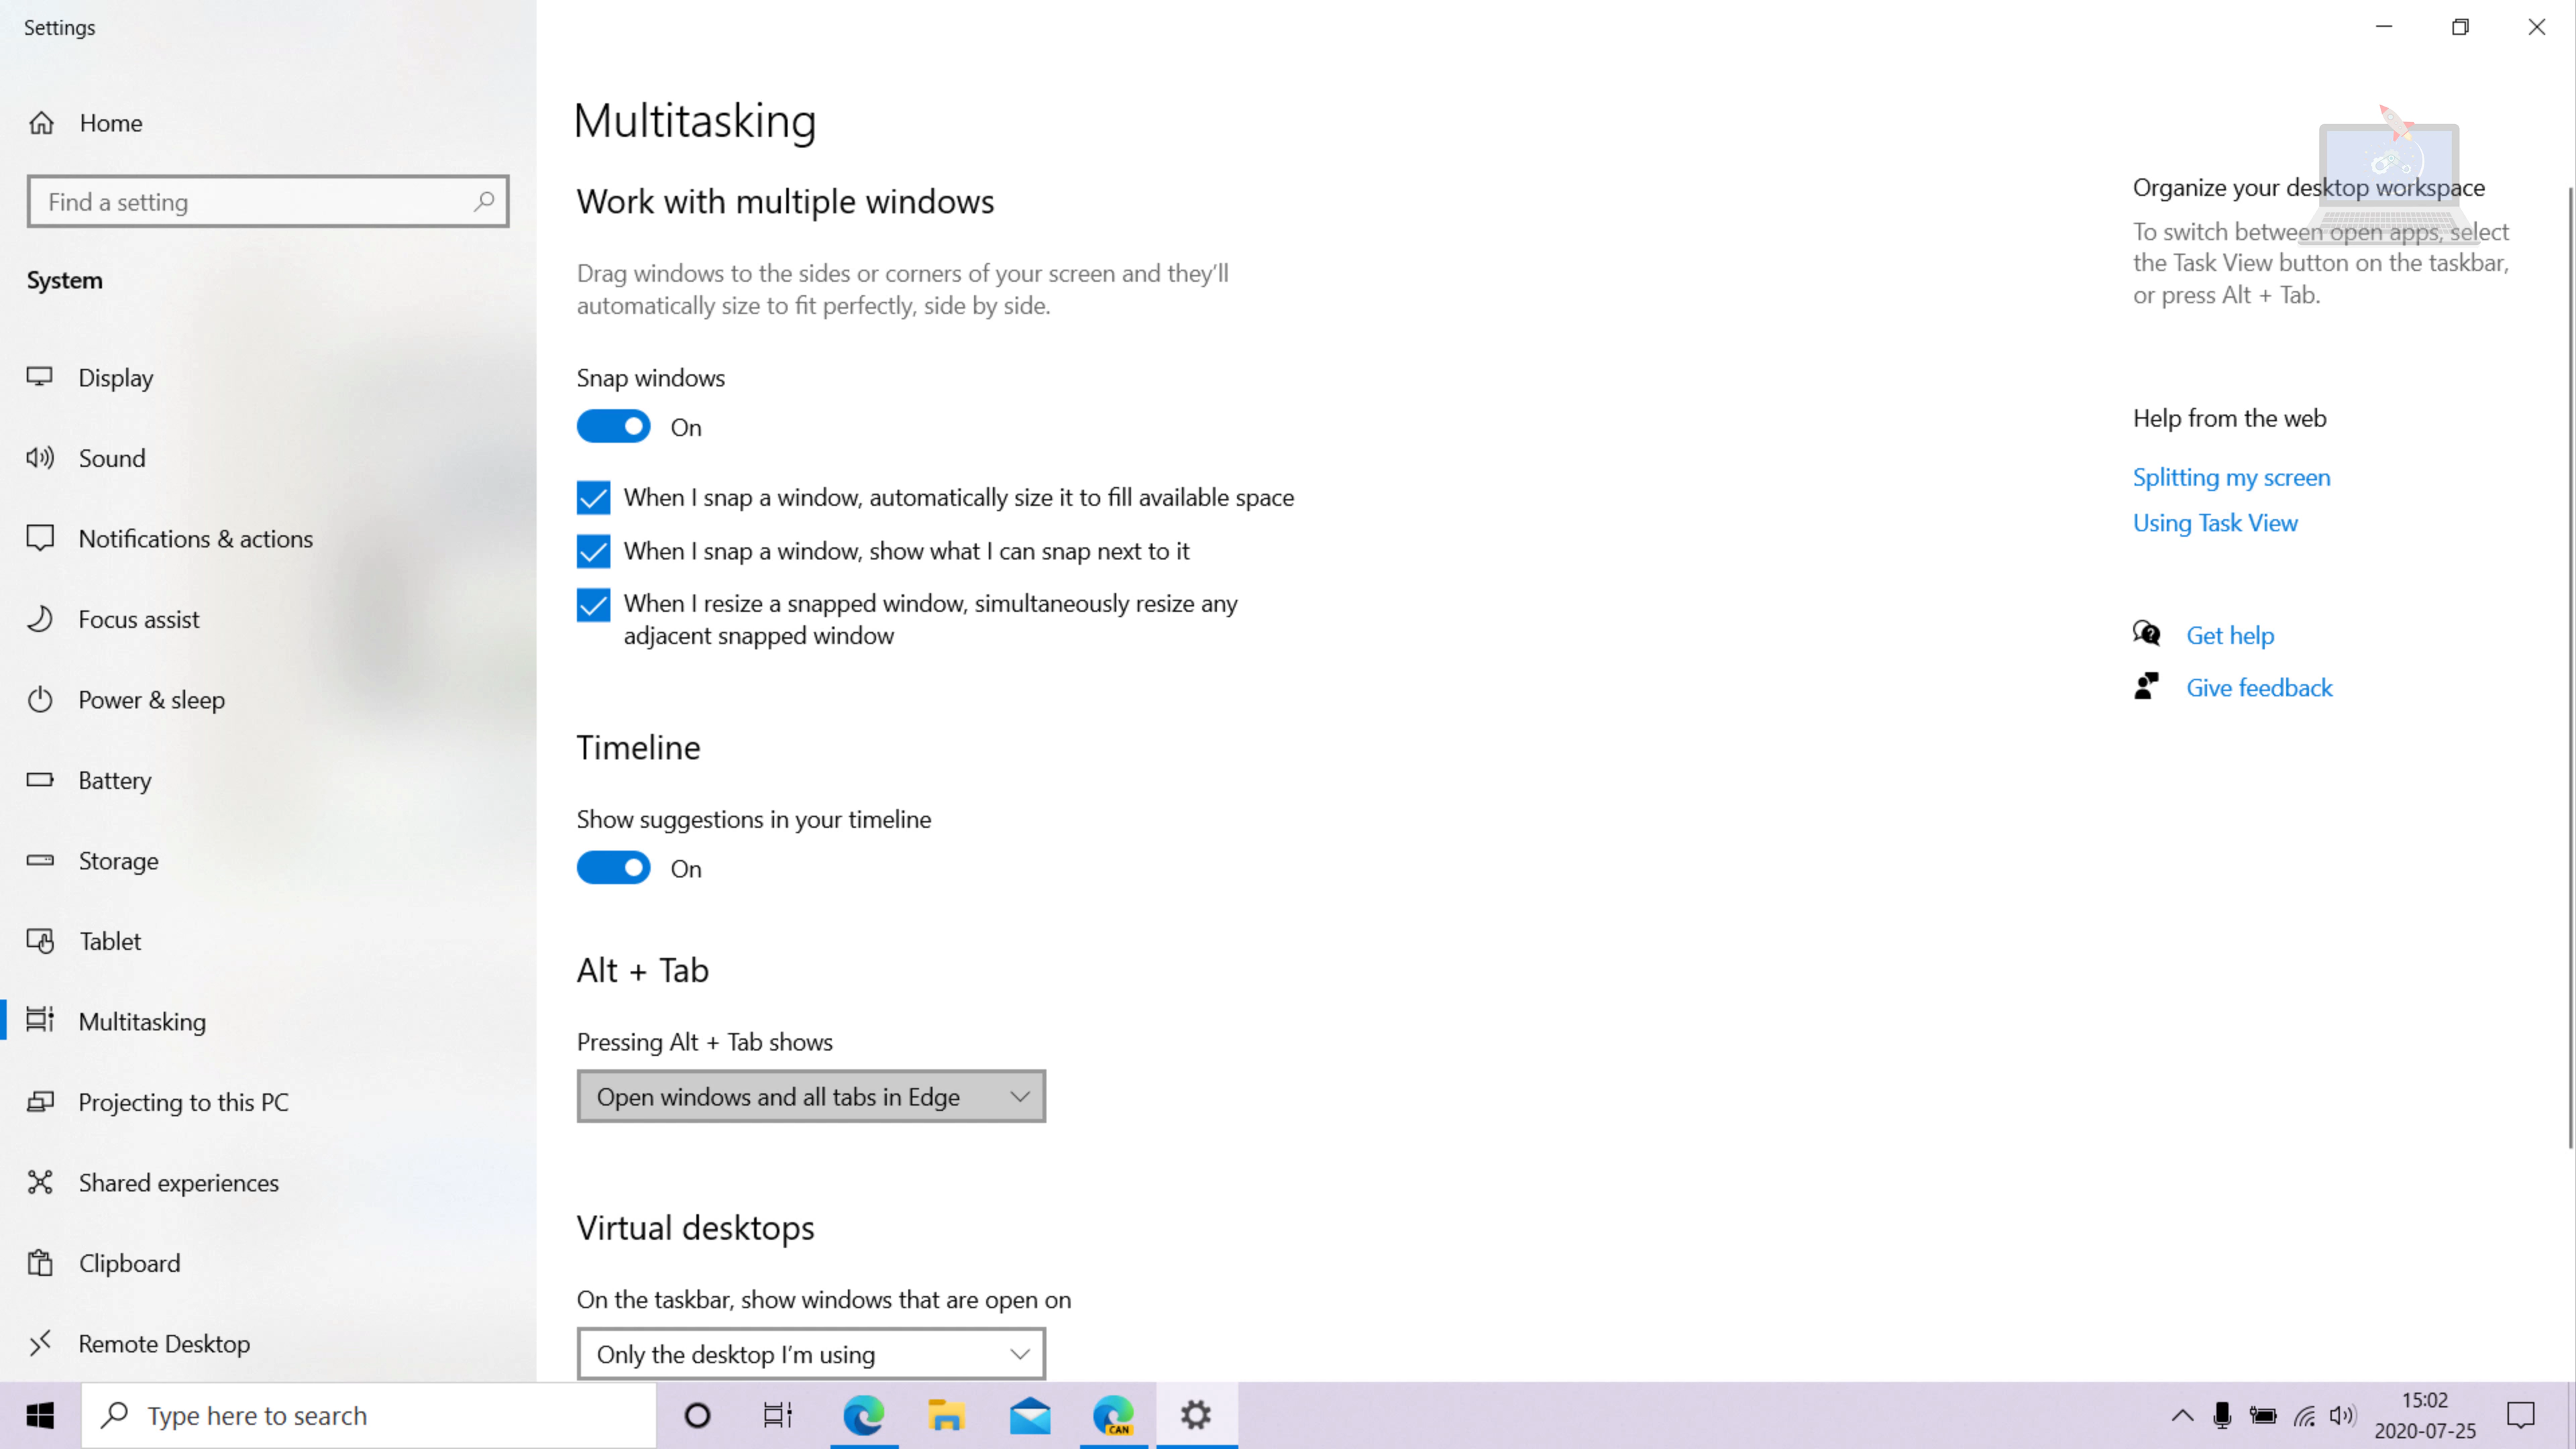 Settings
Home
Find a setting
System
Display
Sound
Notifications & actions
Focus assist
Power & sleep
Battery
Storage
Tablet
Multitasking
Projecting to this PC
Shared experiences
Clipboard
Remote Desktop
Multitasking
Work with multiple windows
Drag windows to the sides or corners of your screen and they'll
automatically size to fit perfectly, side by side.
Snap windows
On
When I snap a window, automatically size it to fill available space
When I snap a window, show what I can snap next to it
When I resize a snapped window, simultaneously resize any
adjacent snapped window
Timeline
Show suggestions in your timeline
On
Alt + Tab
Pressing Alt + Tab shows
Open windows and all tabs in Edge
Virtual desktops
On the taskbar, show windows that are open on
Only the desktop I'm using
Organize your desktop workspace
To switch between open apps, select
the Task View button on the taskbar,
or press Alt + Tab.
Help from the web
Splitting my screen
Using Task View
Get help
Give feedback
Type here to search
CAN
15:02
2020-07-25